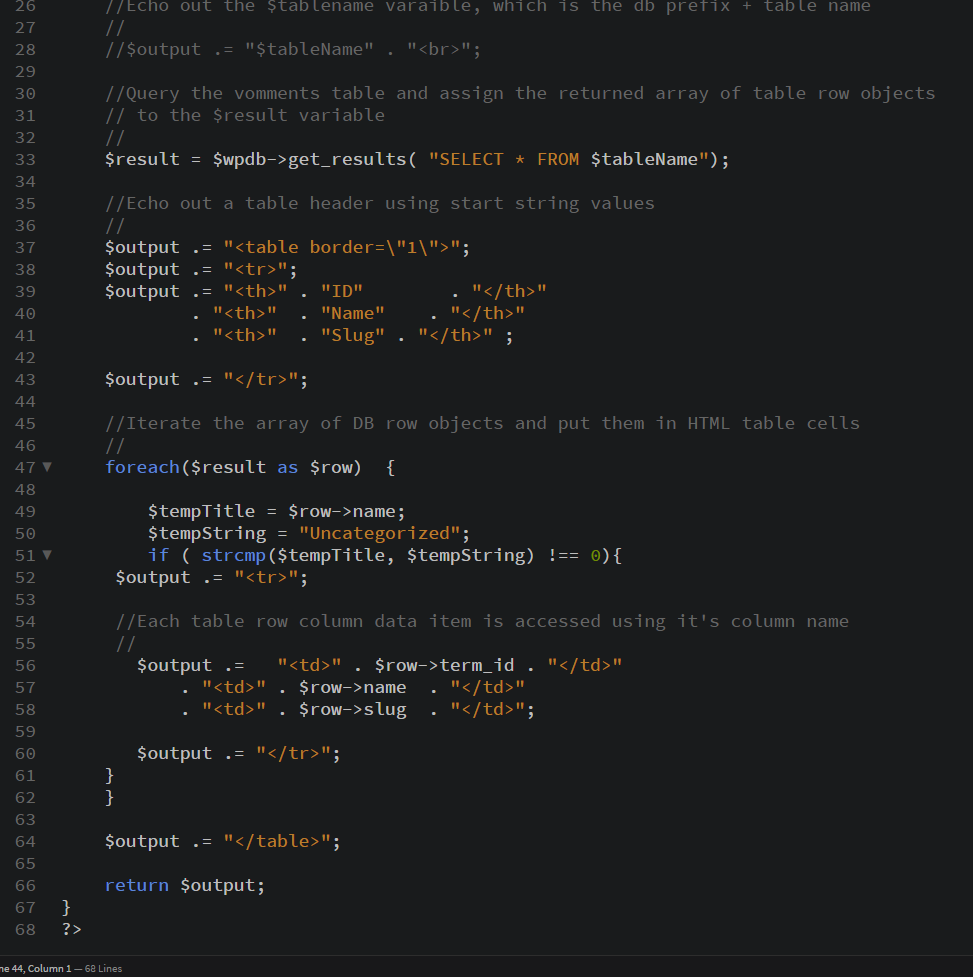 26 //Echo out the $tablename varaible, which is the db prefix + table name
27 //
28 //$output .= "$tableName" . "<br>";
29
30 //Query the vomments table and assign the returned array of table row objects
31 // to the $result variable
32 //
33 $result = $wpdb->get_results( "SELECT * FROM $tableName");
34
35 //Echo out a table header using start string values
36 //
37 $output .= "<table border=\"1\">";
38 $output .= "<tr>";
39 $output .= "<th>" . "ID" . "</th>"
40 . "<th>" . "Name" . "</th>"
41 . "<th>" . "Slug" . "</th>" ;
42
43 $output .= "</tr>";
44
45 //Iterate the array of DB row objects and put them in HTML table cells
46 //
47 ▼ foreach($result as $row) {
48
49 $tempTitle = $row->name;
50 $tempString = "Uncategorized";
51 ▼ if ( strcmp($tempTitle, $tempString) !== 0){
52 $output .= "<tr>";
53
54 //Each table row column data item is accessed using it's column name
55 //
56 $output .= "<td>" . $row->term_id . "</td>"
57 . "<td>" . $row->name . "</td>"
58 . "<td>" . $row->slug . "</td>";
59
60 $output .= "</tr>";
61 }
62 }
63
64 $output .= "</table>";
65
66 return $output;
67 }
68 ?>
ne 44, Column 1 — 68 Lines